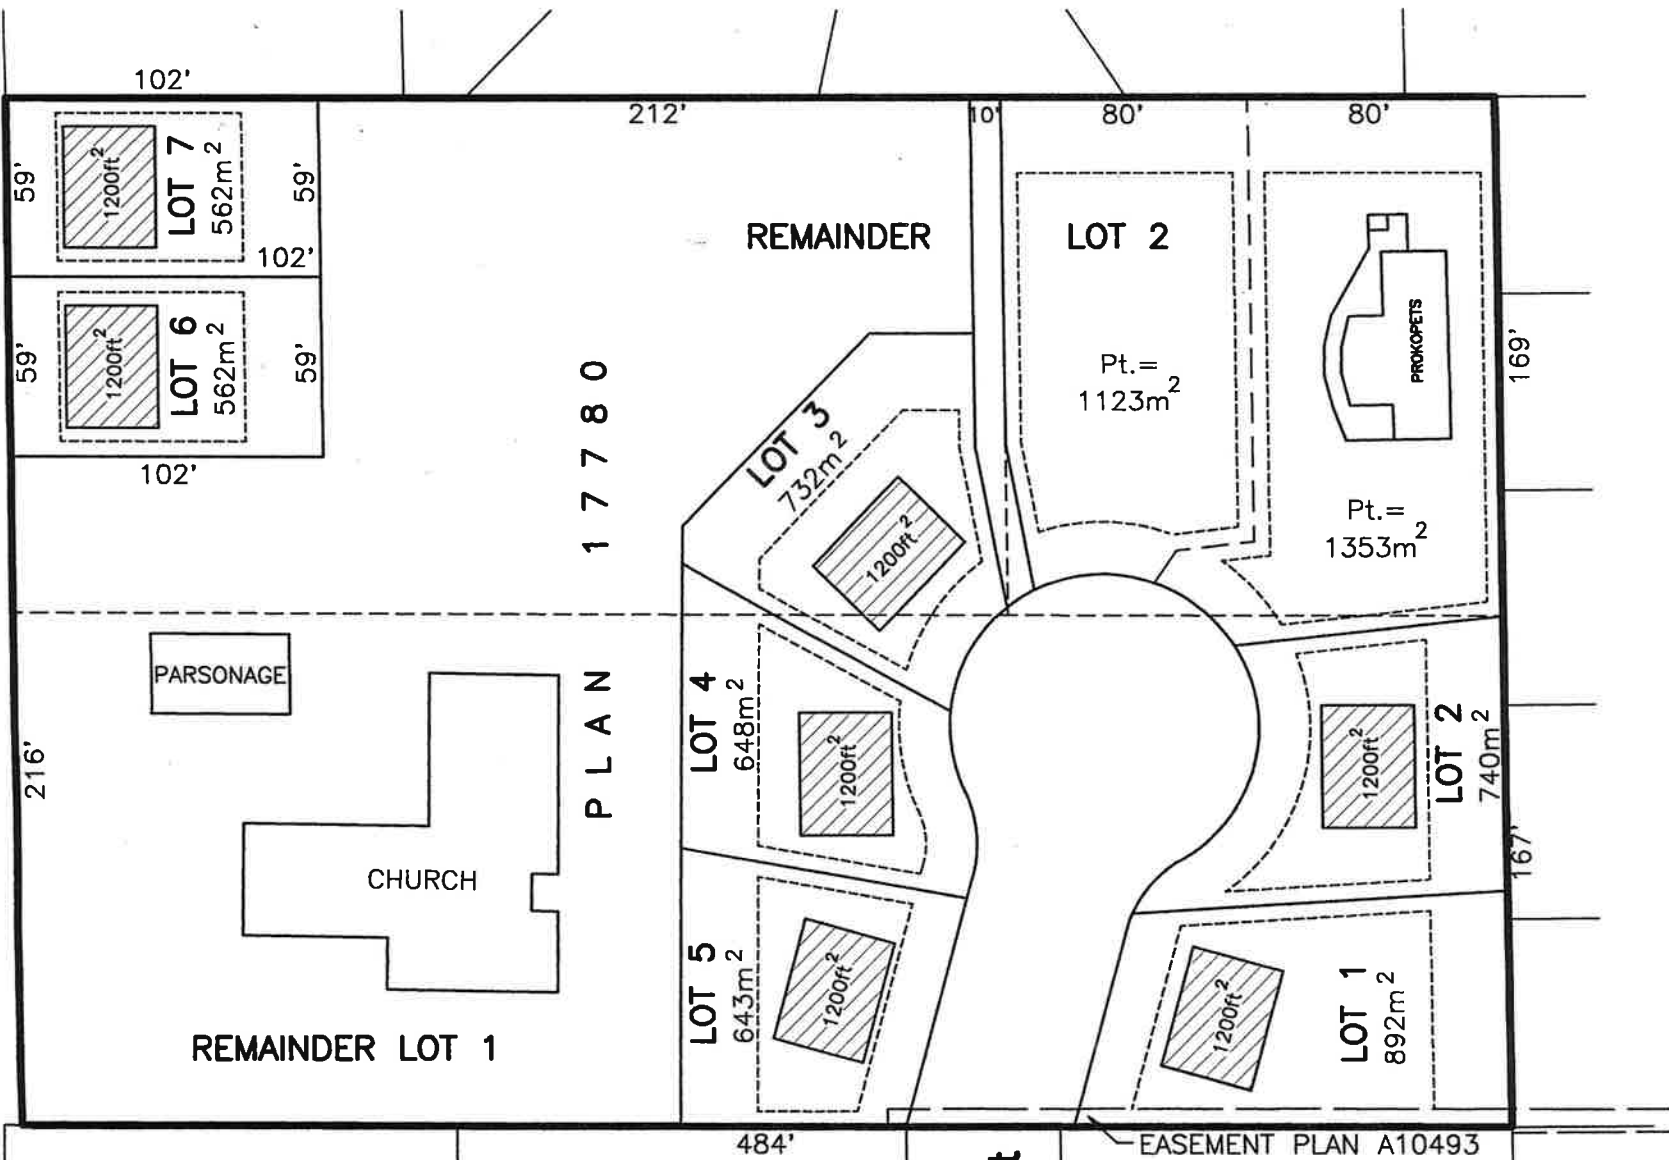 102'
212'
10'
80'
80'
59'
1200ft²
LOT 7
562m²
59'
102'
59'
1200ft²
LOT 6
562m²
59'
102'
REMAINDER
LOT 2
Pt.=
1123m²
PROKOPETS
169'
Pt.=
1353m²
PLAN 17780
LOT 3
732m²
1200ft²
PARSONAGE
216'
CHURCH
REMAINDER LOT 1
LOT 4
648m²
1200ft²
LOT 5
643m²
1200ft²
1200ft²
LOT 2
740m²
167'
1200ft²
LOT 1
892m²
484'
EASEMENT PLAN A10493
t